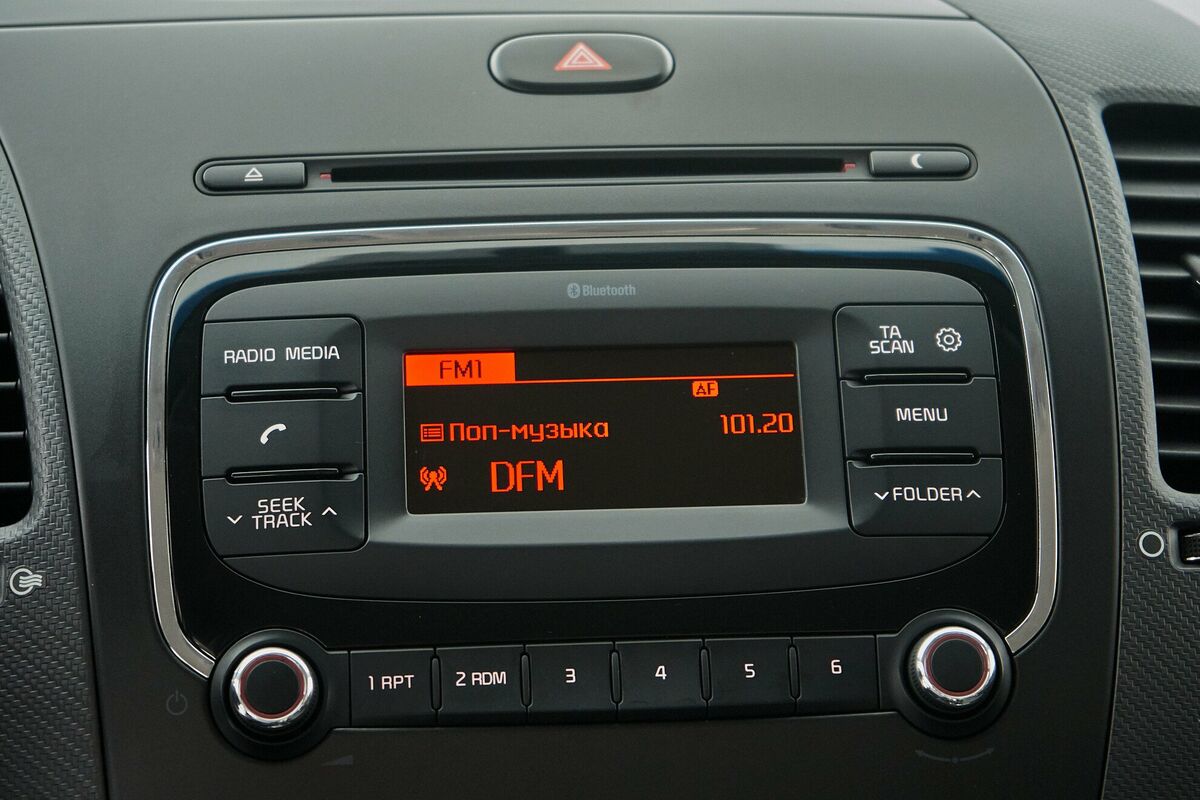 Bluetooth
RADIO MEDIA
SEEK
TRACK
FM1
AF
Поп-музыка 101.20
DFM
TA
SCAN
MENU
FOLDER
1 RPT 2 RDM 3 4 5 6